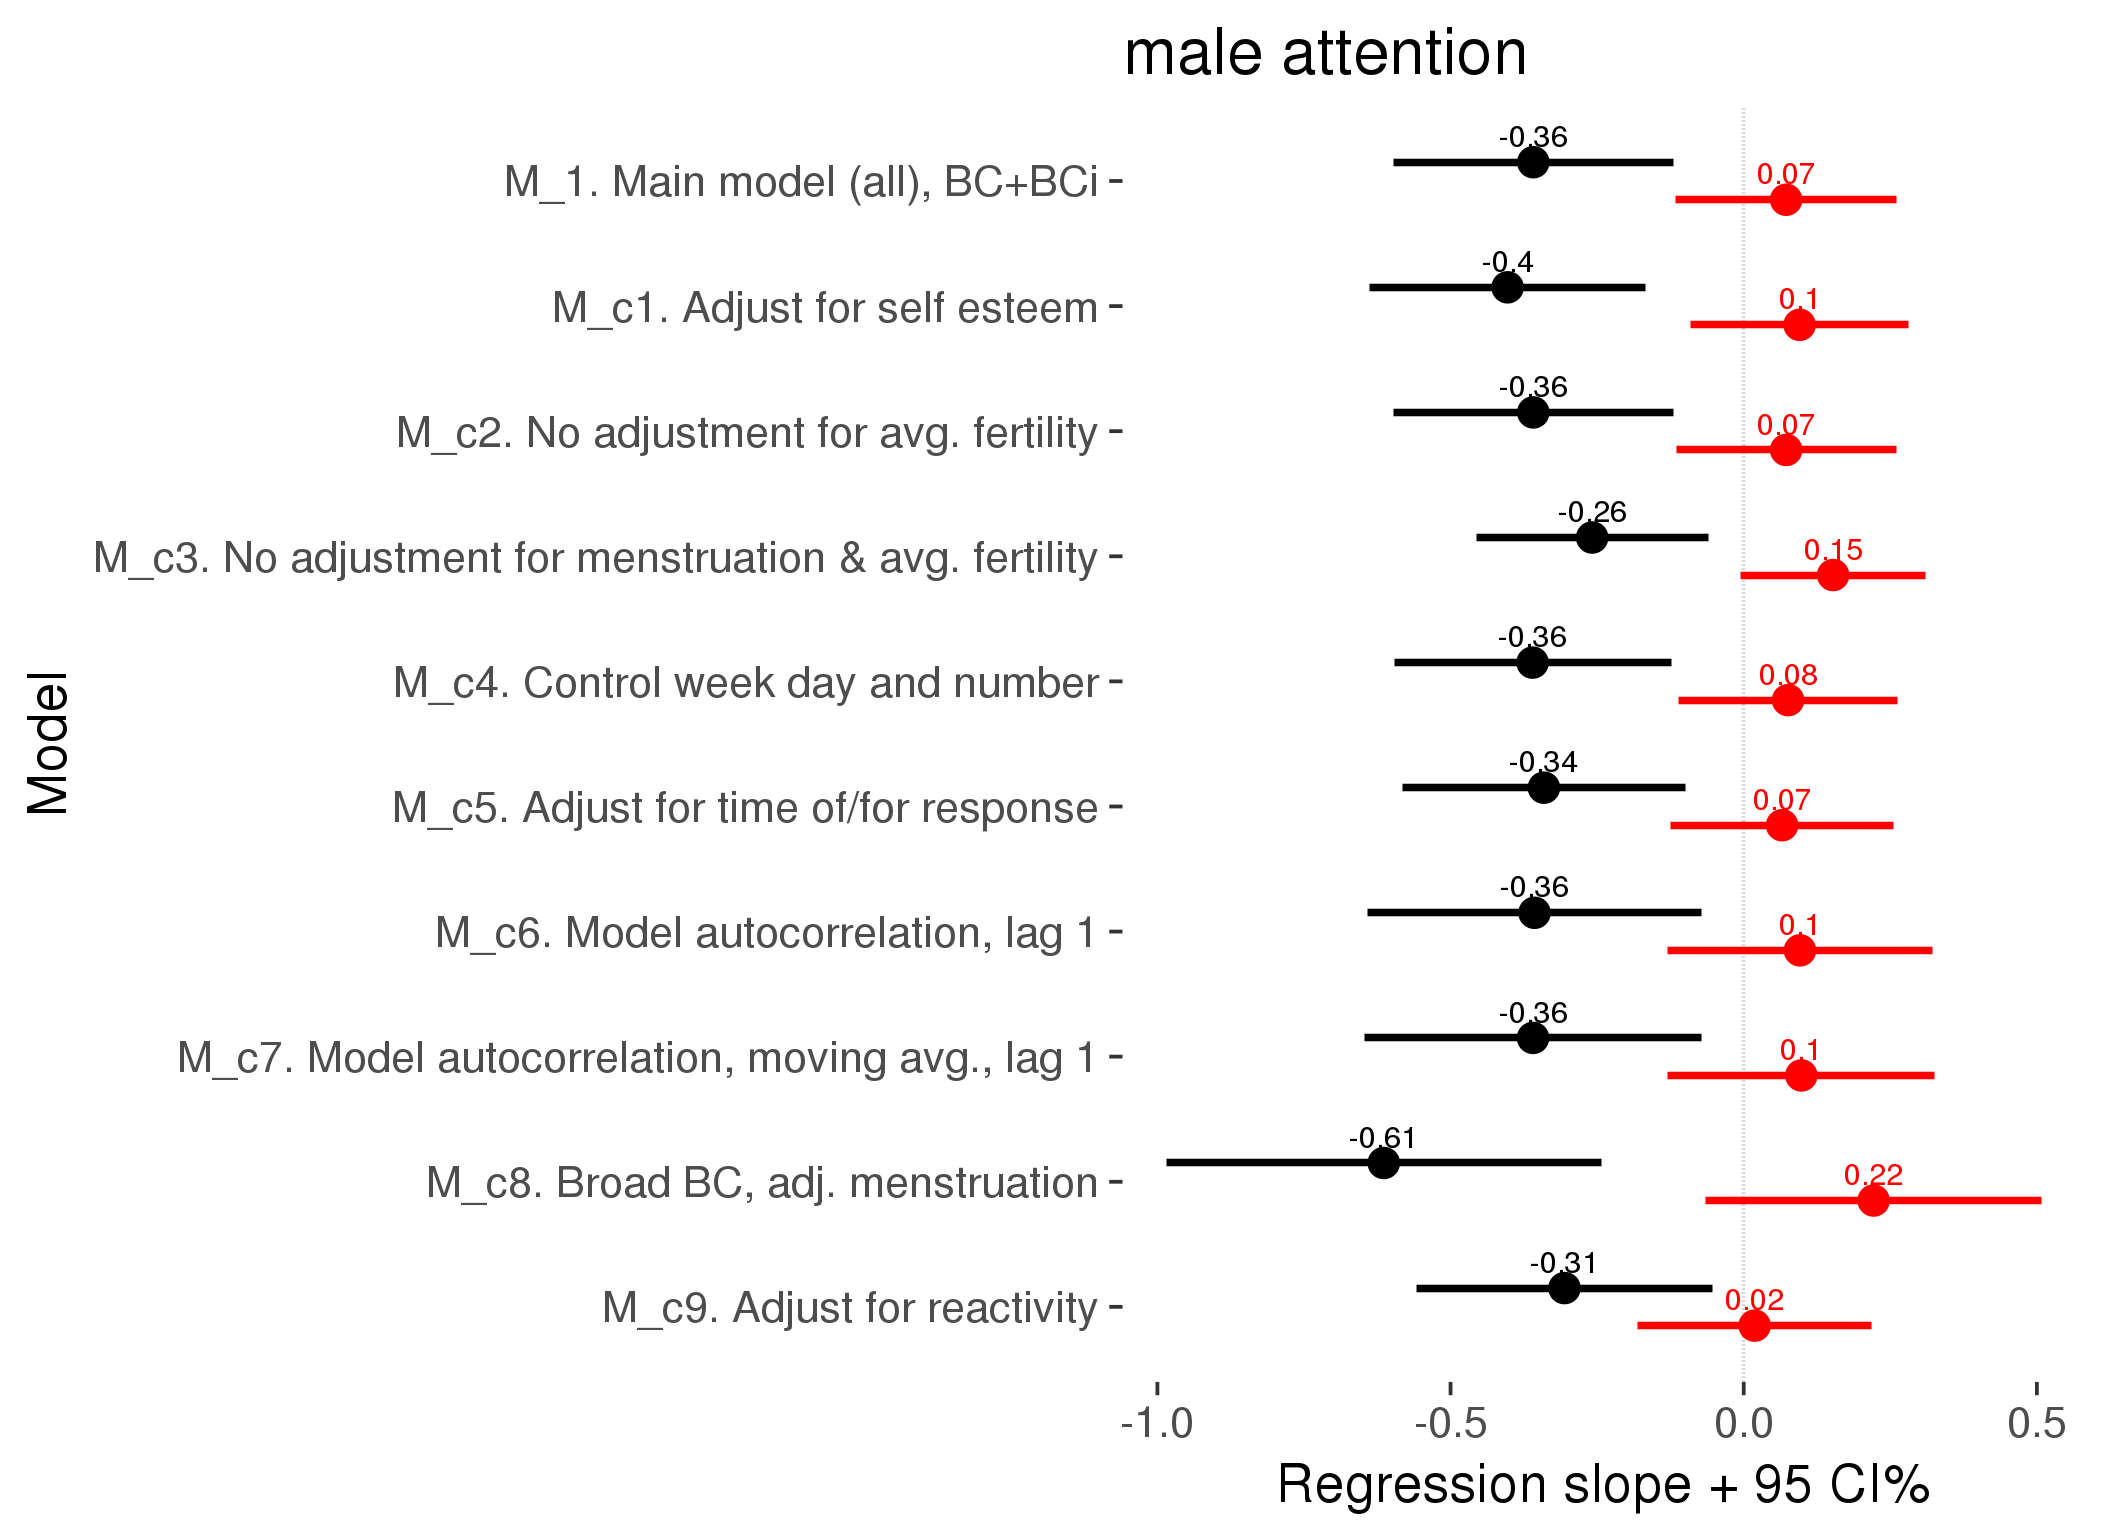 male attention
Model
M_1. Main model (all), BC+BCi
-0.36
0.07
M_c1. Adjust for self esteem
-0.4
0.1
M_c2. No adjustment for avg. fertility
-0.36
0.07
M_c3. No adjustment for menstruation & avg. fertility
-0.26
0.15
M_c4. Control week day and number
-0.36
0.08
M_c5. Adjust for time of/for response
-0.34
0.07
M_c6. Model autocorrelation, lag 1
-0.36
0.1
M_c7. Model autocorrelation, moving avg., lag 1
-0.36
0.1
M_c8. Broad BC, adj. menstruation
-0.61
0.22
M_c9. Adjust for reactivity
-0.31
0.02
-1.0 -0.5 0.0 0.5
Regression slope + 95 CI%